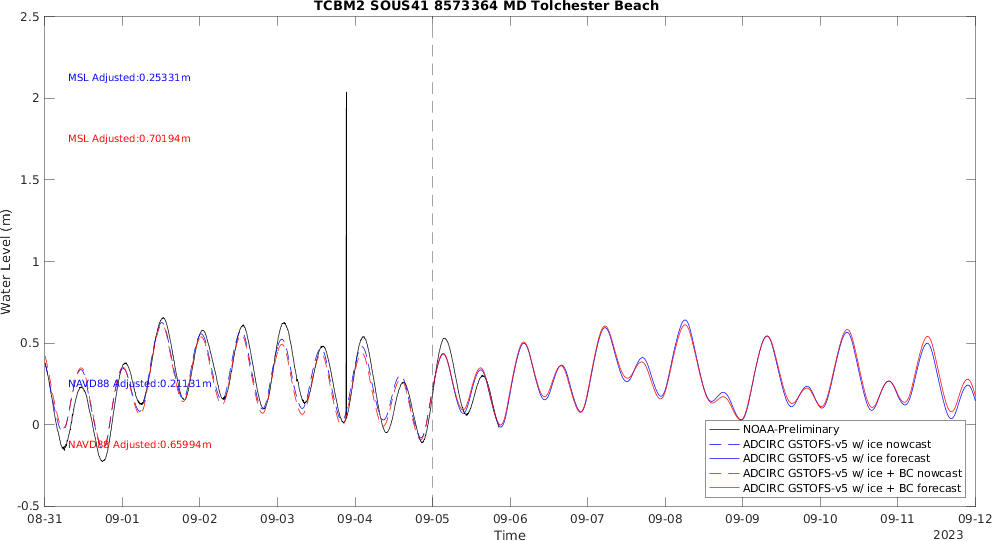 TCBM2 SOUS41 8573364 MD Tolchester Beach
2.5
2
1.5
1
0.5
0
-0.5
Water Level (m)
MSL Adjusted:0.25331m
MSL Adjusted:0.70194m
NAVD88 Adjusted:0.21131m
NAVD88 Adjusted:0.65994m
NOAA-Preliminary
ADCIRC GSTOFS-v5 w/ ice nowcast
ADCIRC GSTOFS-v5 w/ ice forecast
ADCIRC GSTOFS-v5 w/ ice + BC nowcast
ADCIRC GSTOFS-v5 w/ ice + BC forecast
08-31 09-01 09-02 09-03 09-04 09-05 09-06 09-07 09-08 09-09 09-10 09-11 09-12
Time
2023